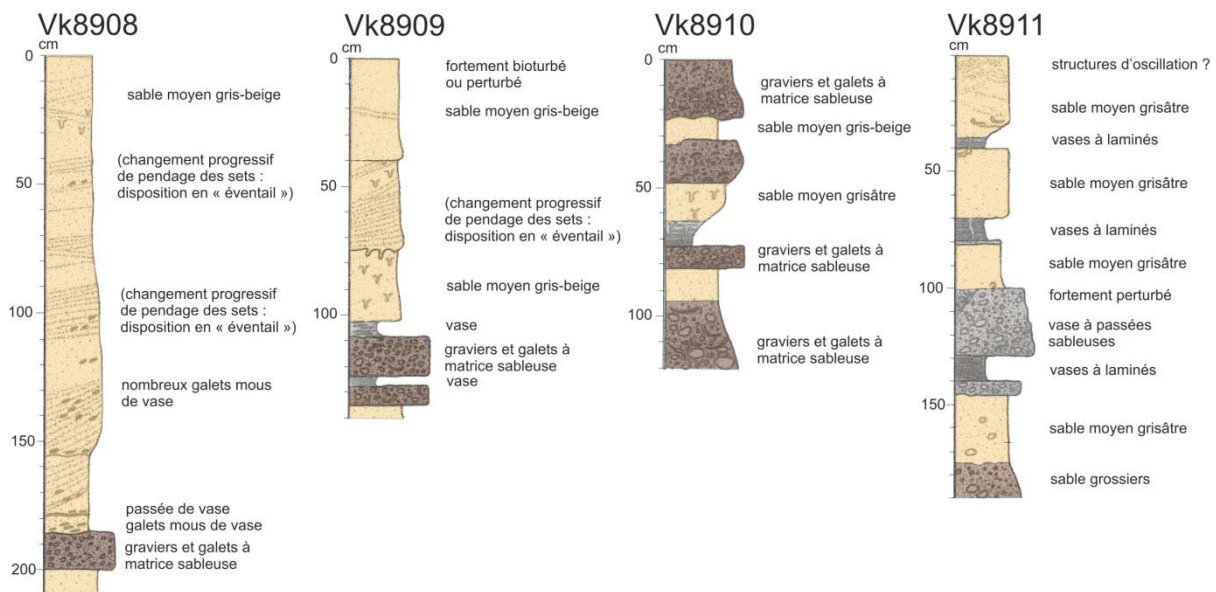 Vk8908
cm
0
sable moyen gris-beige
(changement progressif
de pendage des sets :
disposition en « éventail »)
50
(changement progressif
de pendage des sets :
disposition en « éventail »)
100
nombreux galets mous
de vase
150
passée de vase
galets mous de vase
graviers et galets à
matrice sableuse
200
Vk8909
cm
0
fortement bioturbé
ou perturbé
sable moyen gris-beige
50
(changement progressif
de pendage des sets :
disposition en « éventail »)
sable moyen gris-beige
100
vase
graviers et galets à
matrice sableuse
vase
Vk8910
cm
0
graviers et galets à
matrice sableuse
sable moyen gris-beige
50
sable moyen grisâtre
graviers et galets à
matrice sableuse
100
graviers et galets à
matrice sableuse
Vk8911
cm
0
structures d'oscillation ?
sable moyen grisâtre
vases à laminés
50
sable moyen grisâtre
vases à laminés
sable moyen grisâtre
100
fortement perturbé
vase à passées
sableuses
vases à laminés
150
sable moyen grisâtre
sable grossiers